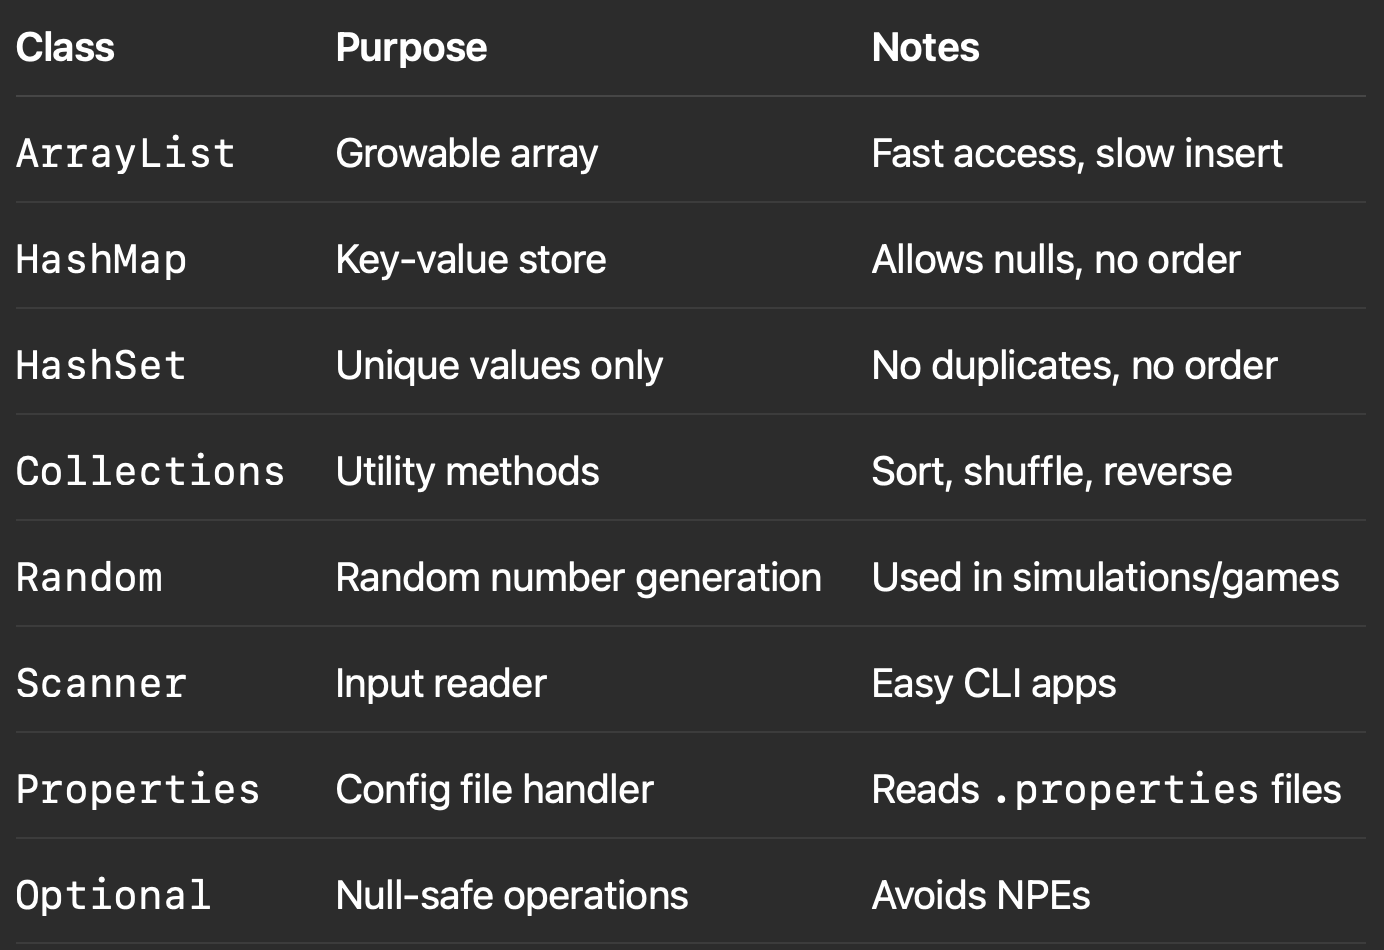 Class Purpose Notes
ArrayList Growable array Fast access, slow insert
HashMap Key-value store Allows nulls, no order
HashSet Unique values only No duplicates, no order
Collections Utility methods Sort, shuffle, reverse
Random Random number generation Used in simulations/games
Scanner Input reader Easy CLI apps
Properties Config file handler Reads .properties files
Optional Null-safe operations Avoids NPEs